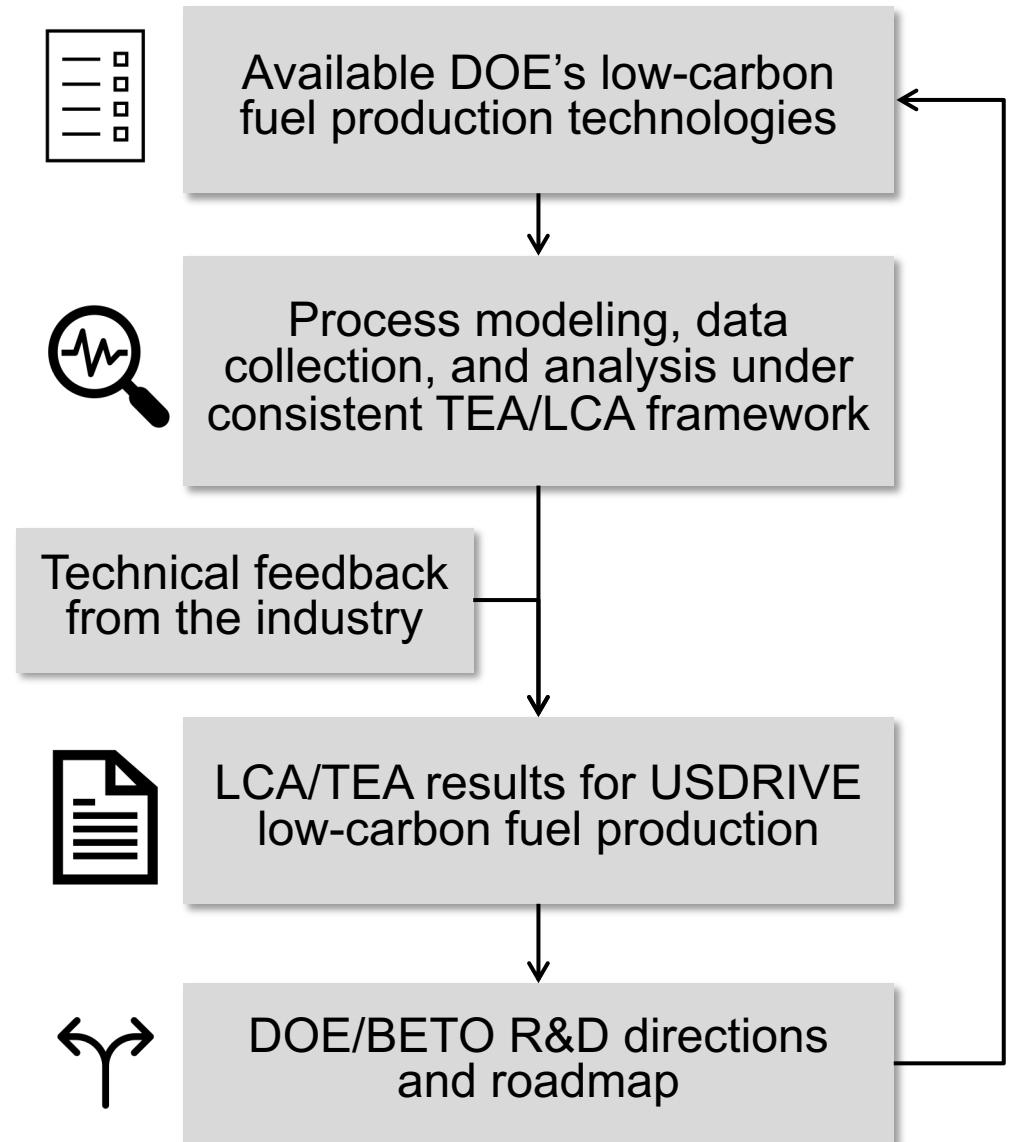 Available DOE's low-carbon
fuel production technologies
Process modeling, data
collection, and analysis under
consistent TEA/LCA framework
Technical feedback
from the industry
LCA/TEA results for USDRIVE
low-carbon fuel production
DOE/BETO R&D directions
and roadmap